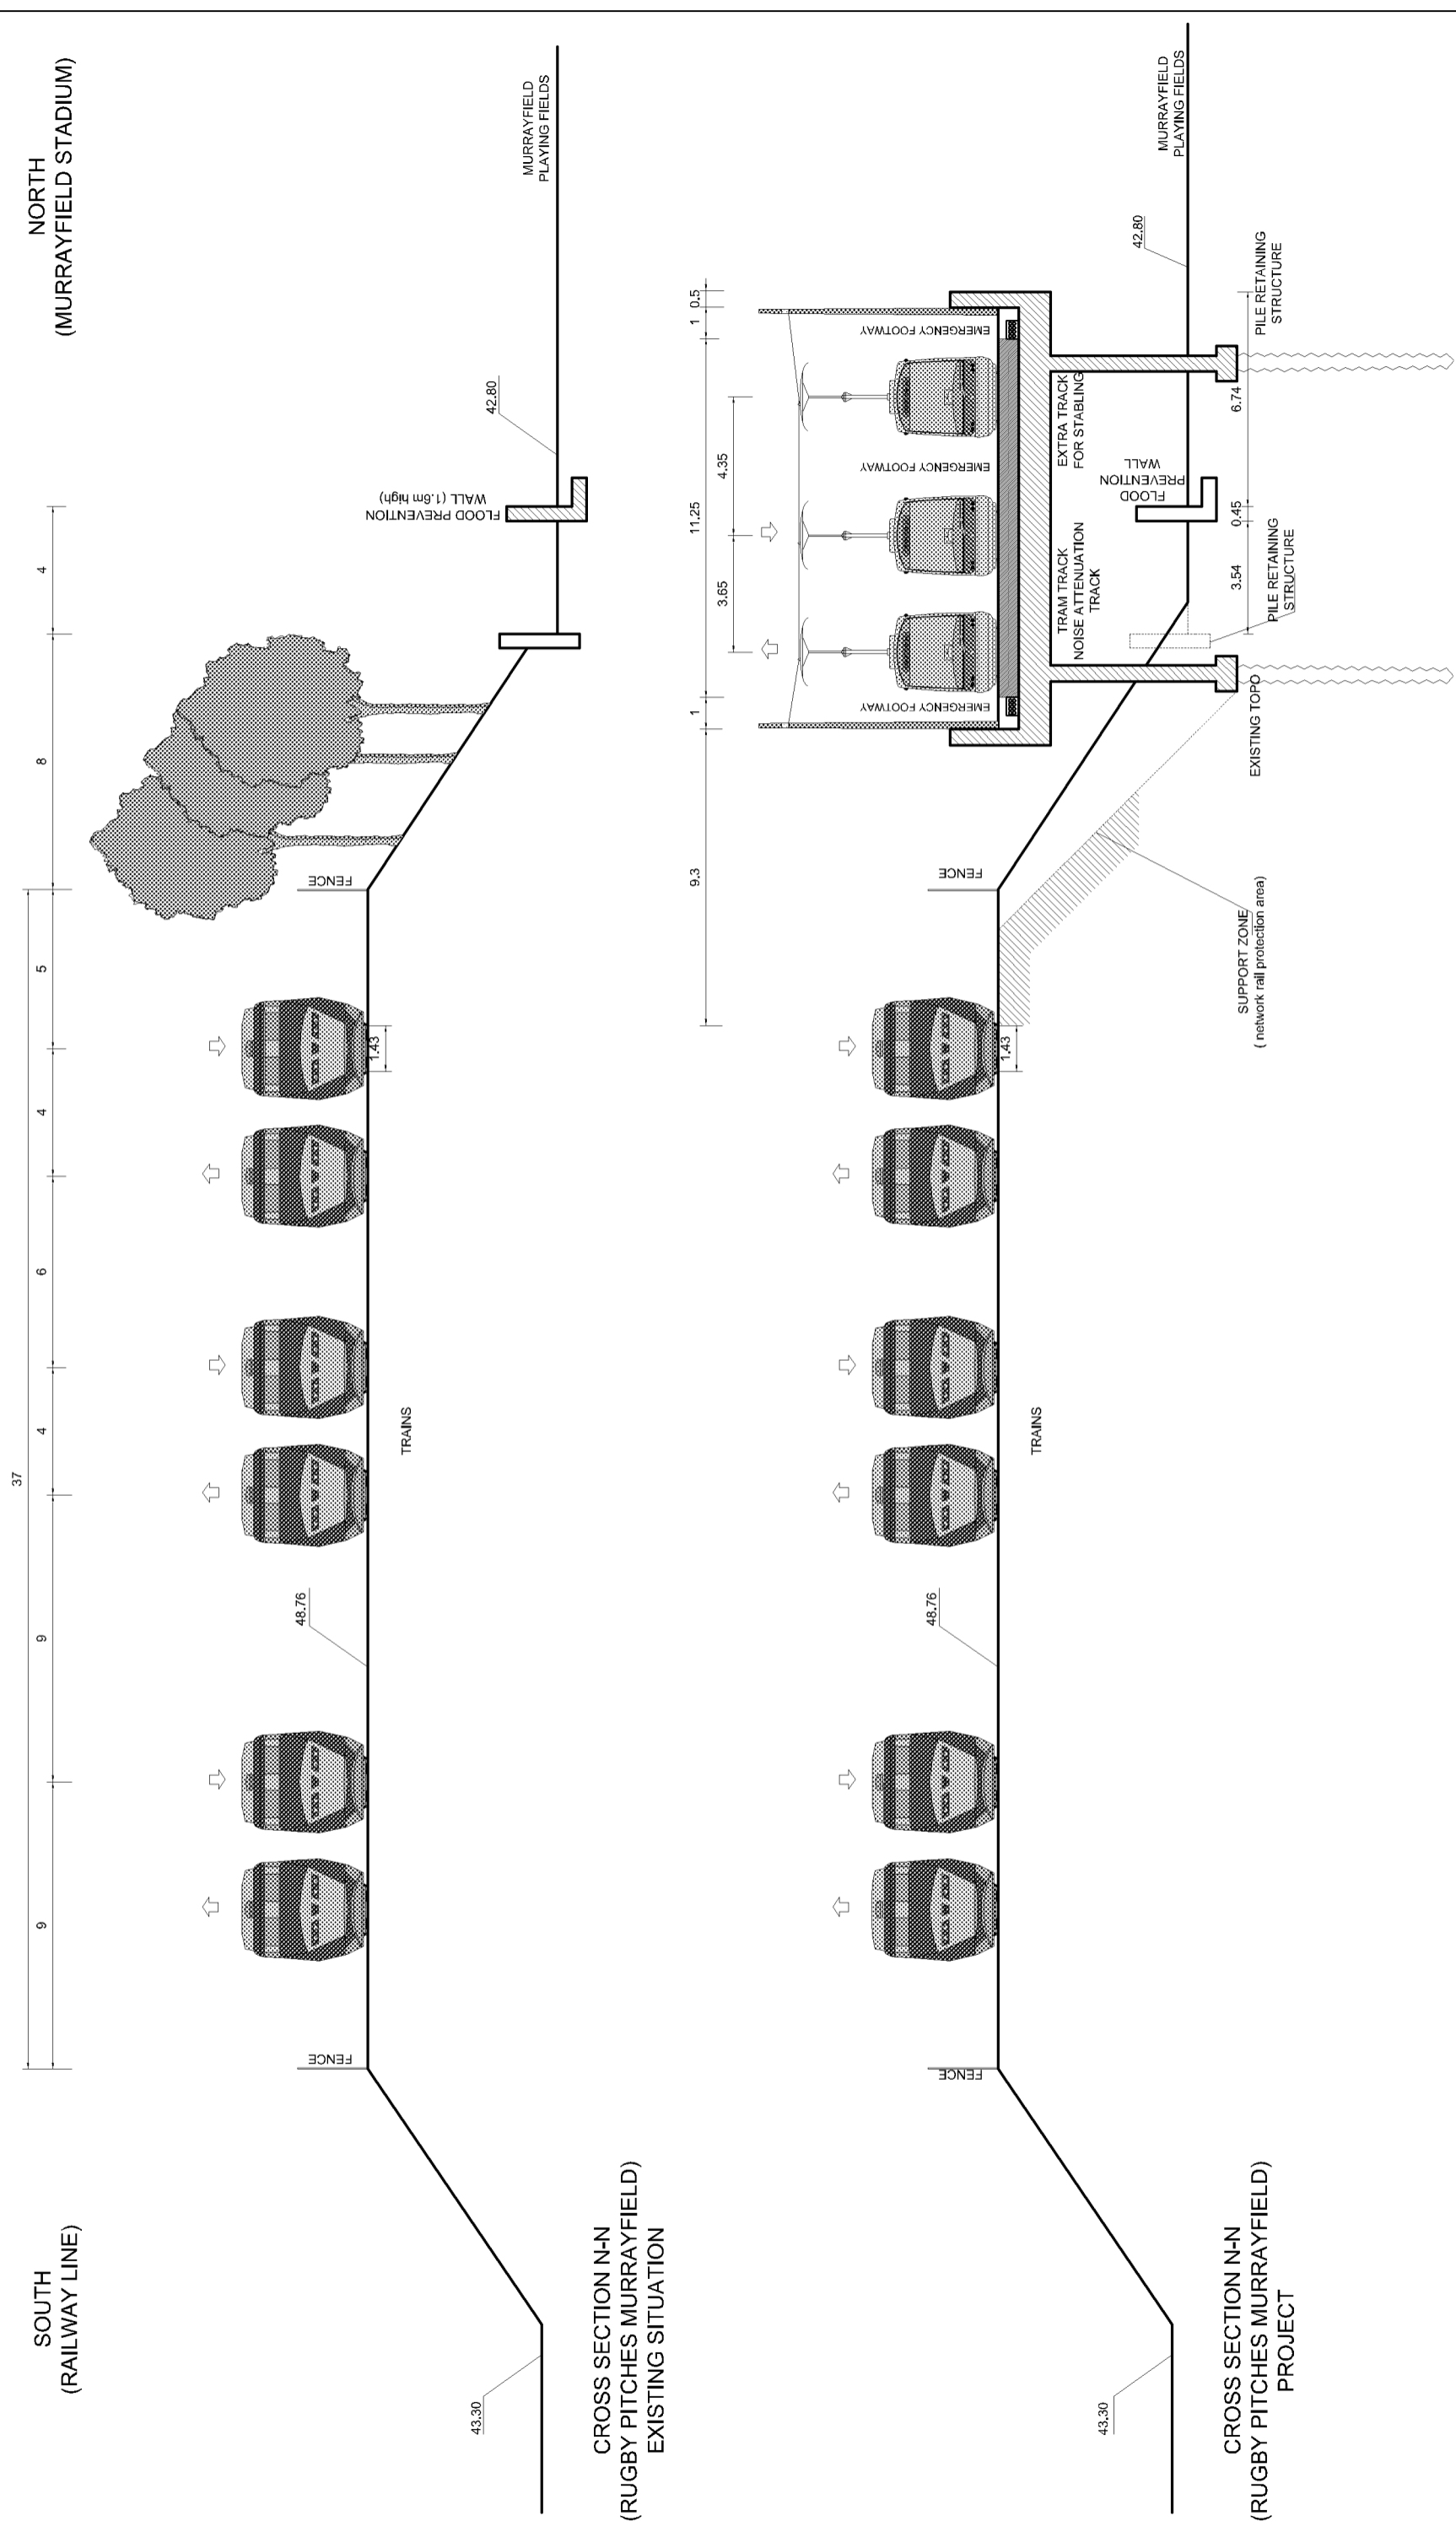 SOUTH
(RAILWAY LINE)
NORTH
(MURRAYFIELD STADIUM)
37
9
9
4
6
4
5
8
4
FENCE
48.76
43.30
TRAINS
1.43
FENCE
FLOOD PREVENTION
WALL (1.6m high)
42.80
MURRAYFIELD
PLAYING FIELDS
CROSS SECTION N-N
(RUGBY PITCHES MURRAYFIELD)
EXISTING SITUATION
9.3
1
11.25
1
0.5
3.65
4.35
EMERGENCY FOOTWAY
EMERGENCY FOOTWAY
EMERGENCY FOOTWAY
FENCE
48.76
43.30
TRAINS
1.43
FENCE
TRAM TRACK
NOISE ATTENUATION
TRACK
EXTRA TRACK
FOR STABLING
FLOOD
PREVENTION
WALL
42.80
MURRAYFIELD
PLAYING FIELDS
3.54
0.45
6.74
EXISTING TOPO
PILE RETAINING
STRUCTURE
PILE RETAINING
STRUCTURE
SUPPORT ZONE
( network rail protection area)
CROSS SECTION N-N
(RUGBY PITCHES MURRAYFIELD)
PROJECT